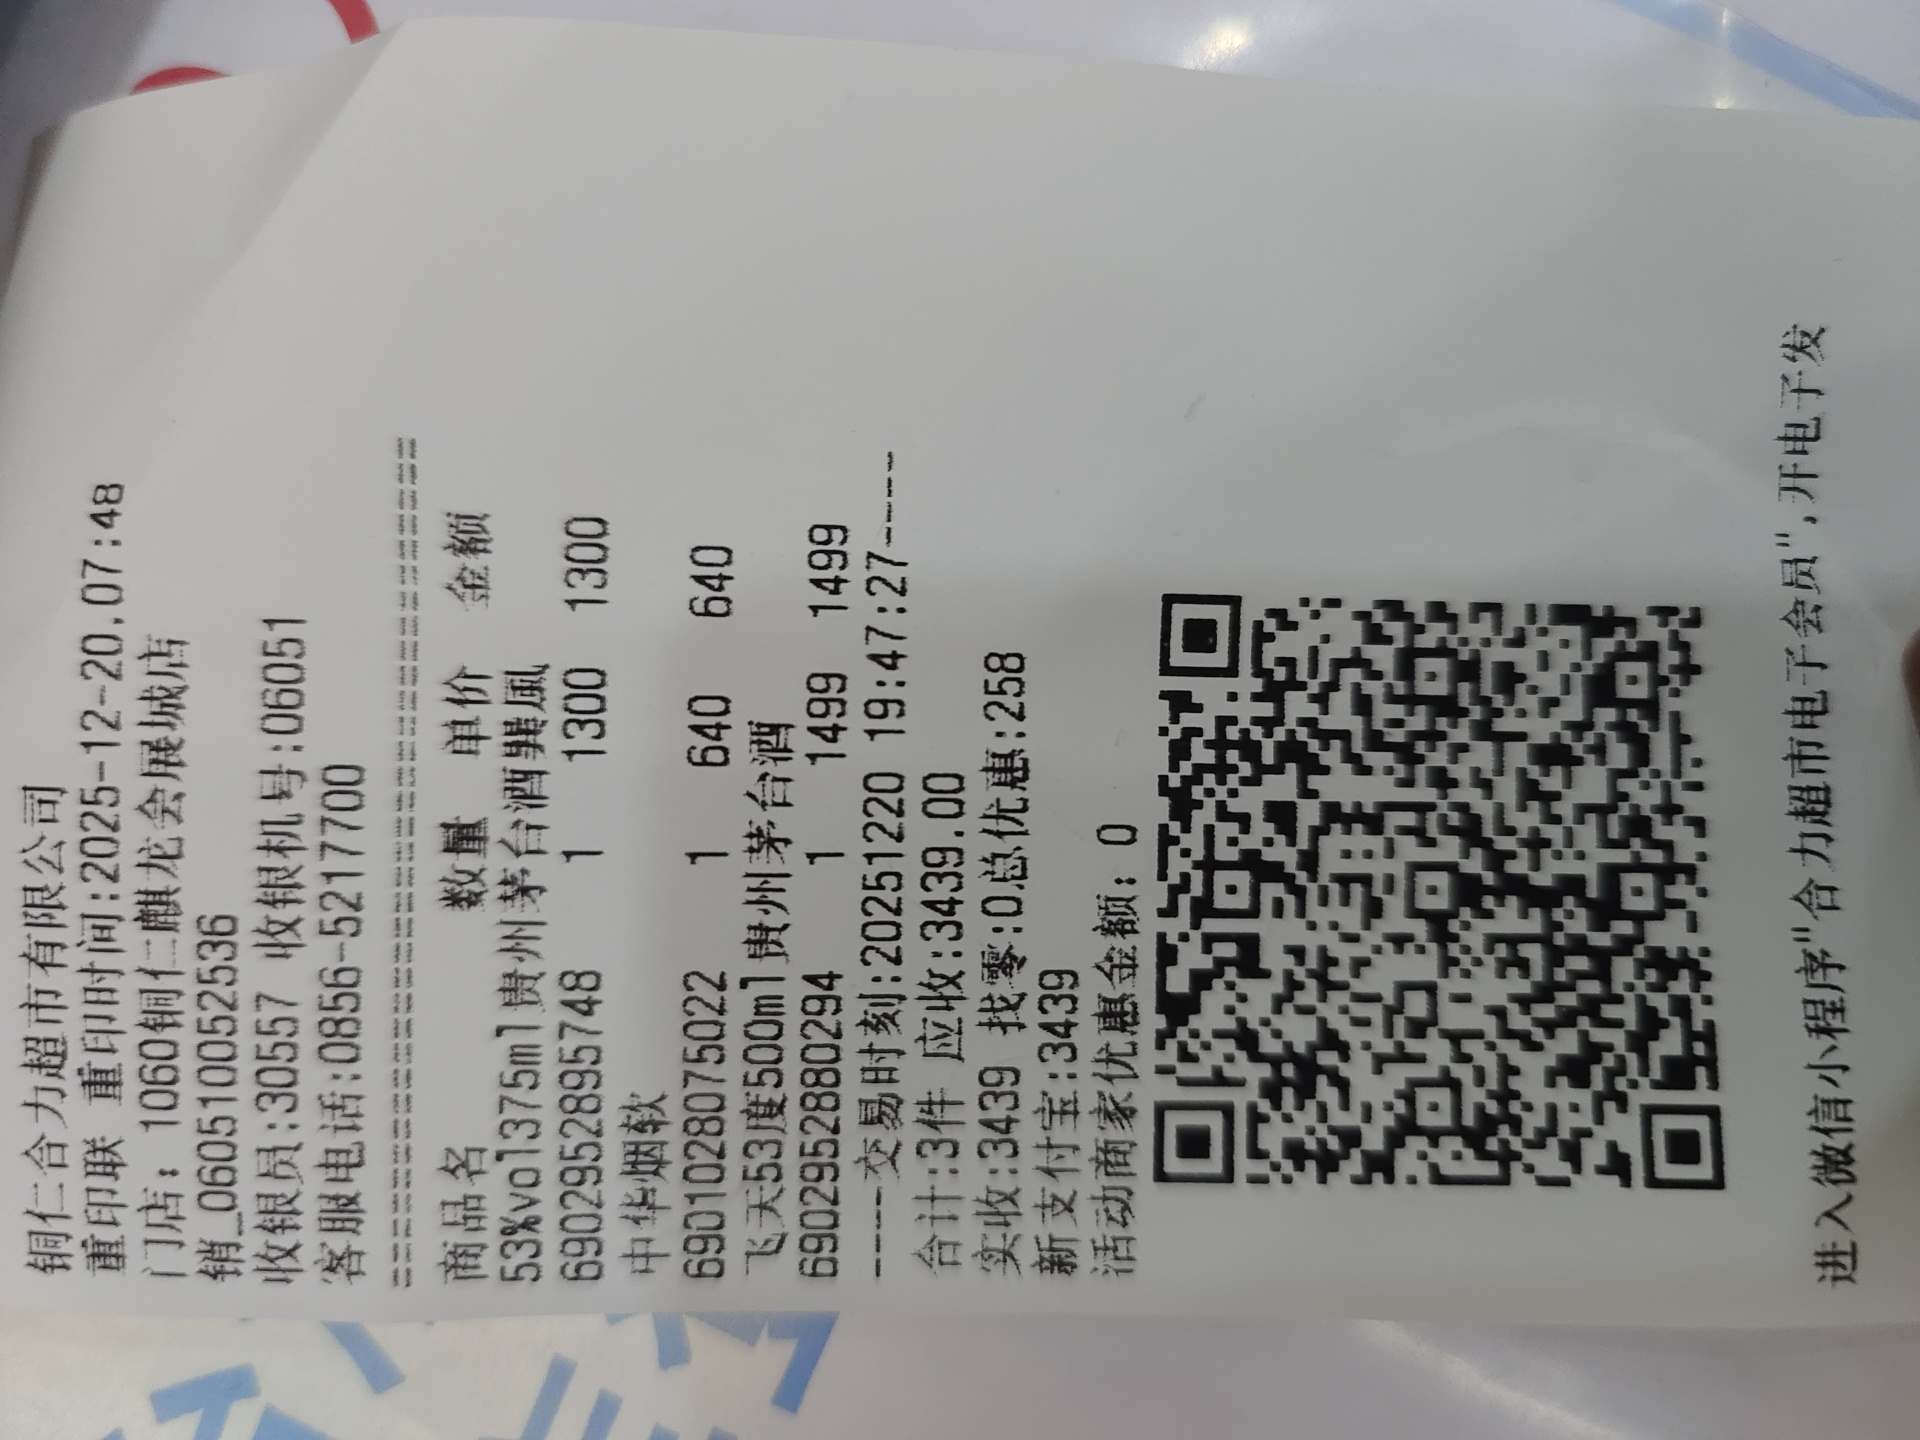 铜仁合力超市有限公司
重印联 重印时间:2025-12-20.07:48
门店: 1060铜仁麒龙会展城店
销_060510052536
收银员:30557 收银机号:06051
客服电话:0856-5217700
================================
商品名 数量 单价 金额
53%vol375ml贵州茅台酒巽風
6902952895748 1 1300 1300
中华烟软
6901028075022 1 640 640
飞天53度500ml贵州茅台酒
6902952880294 1 1499 1499
----交易时刻:20251220 19:47:27----
合计:3件 应收:3439.00
实收:3439 找零:0总优惠:258
新支付宝:3439
活动商家优惠金额: 0
进入微信小程序"合力超市电子会员",开电子发